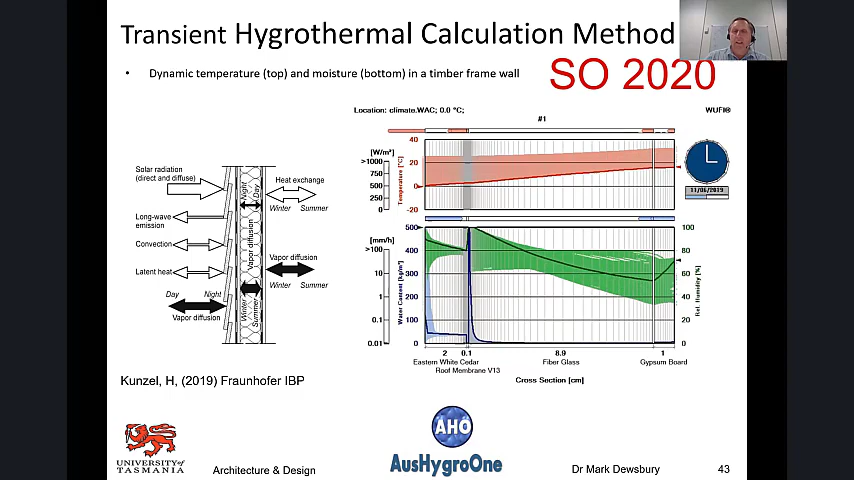 Transient Hygrothermal Calculation Method
• Dynamic temperature (top) and moisture (bottom) in a timber frame wall
SO 2020
Location: climate.WAC; 0.0 °C;
WUFI®
#1
Solar radiation
(direct and diffuse)
Long-wave
emission
Convection
Latent heat
Day Night
Vapor diffusion
Night
Day
Vapor diffusion
Winter
Summer
Heat exchange
Winter Summer
Vapor diffusion
Winter Summer
[W/m²]
>1000
750
500
250
0
Temperature [°C]
40
20
0
-20
11/06/2019
[mm/h]
>100
10
1
0.1
0.01
Water Content [kg/m³]
500
400
300
200
100
0
100
80
60
40
20
0
Rel. Humidity [%]
2 0.1 8.9 1
Eastern White Cedar Fiber Glass Gypsum Board
Roof Membrane V13
Cross Section [cm]
Kunzel, H, (2019) Fraunhofer IBP
UNIVERSITY of
TASMANIA
Architecture & Design
AHO
AusHygroOne
Dr Mark Dewsbury
43